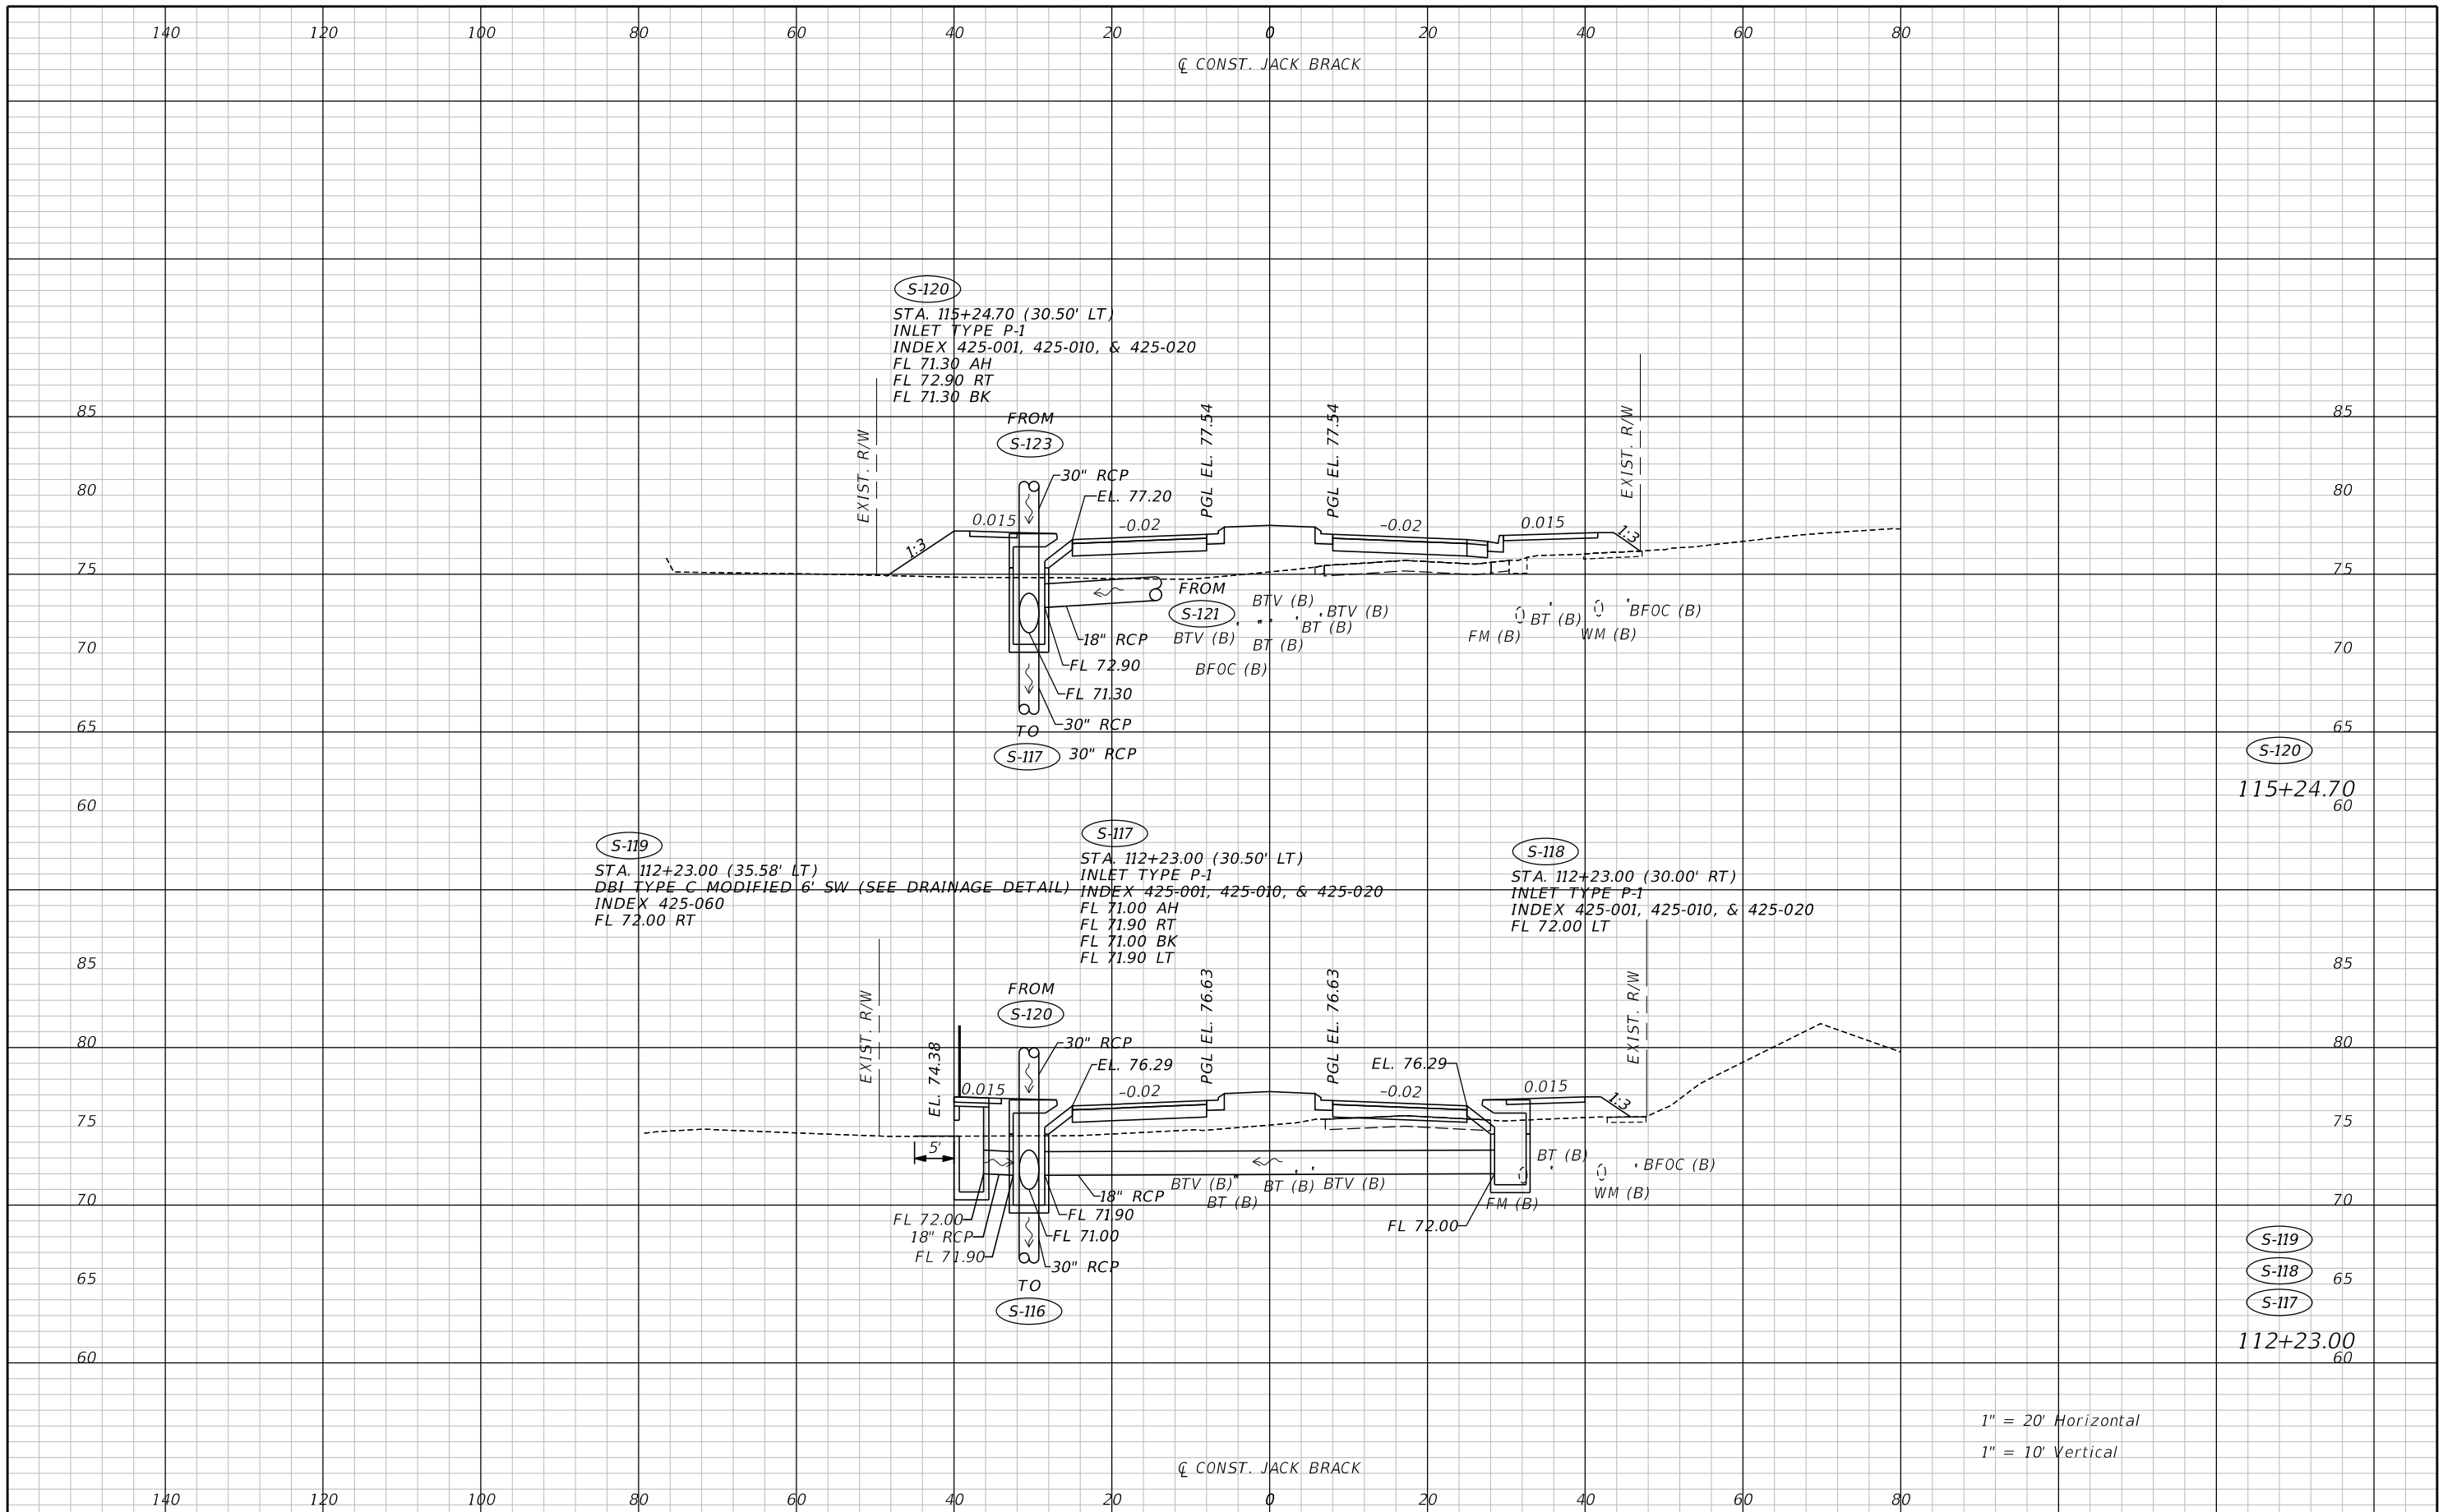 140 120 100 80 60 40 20 0 20 40 60 80
℄ CONST. JACK BRACK
S-120
STA. 115+24.70 (30.50' LT)
INLET TYPE P-1
INDEX 425-001, 425-010, & 425-020
FL 71.30 AH
FL 72.90 RT
FL 71.30 BK
FROM
S-123
30" RCP
EL. 77.20
EXIST. R/W
PGL EL. 77.54
PGL EL. 77.54
EXIST. R/W
85 85
80 80
75 75
70 70
65 65
60 60
1:3
0.015
-0.02
-0.02
0.015
1:3
FROM
S-121
18" RCP
FL 72.90
FL 71.30
30" RCP
TO
S-117
30" RCP
BTV (B)
BTV (B)
BTV (B)
BT (B)
BT (B)
BFOC (B)
FM (B)
BT (B)
WM (B)
BFOC (B)
S-120
115+24.70
S-119
STA. 112+23.00 (35.58' LT)
DBI TYPE C MODIFIED 6' SW (SEE DRAINAGE DETAIL)
INDEX 425-060
FL 72.00 RT
S-117
STA. 112+23.00 (30.50' LT)
INLET TYPE P-1
INDEX 425-001, 425-010, & 425-020
FL 71.00 AH
FL 71.90 RT
FL 71.00 BK
FL 71.90 LT
S-118
STA. 112+23.00 (30.00' RT)
INLET TYPE P-1
INDEX 425-001, 425-010, & 425-020
FL 72.00 LT
85 85
80 80
75 75
70 70
65 65
60 60
FROM
S-120
30" RCP
EL. 76.29
EXIST. R/W
EL. 74.38
PGL EL. 76.63
PGL EL. 76.63
EL. 76.29
EXIST. R/W
0.015
-0.02
-0.02
0.015
1:3
5'
18" RCP
FL 71.90
FL 71.00
30" RCP
FL 72.00
18" RCP
FL 71.90
TO
S-116
BTV (B)
BT (B)
BT (B)
BTV (B)
FL 72.00
FM (B)
BT (B)
WM (B)
BFOC (B)
S-119
S-118
S-117
112+23.00
1" = 20' Horizontal
1" = 10' Vertical
℄ CONST. JACK BRACK
140 120 100 80 60 40 20 0 20 40 60 80